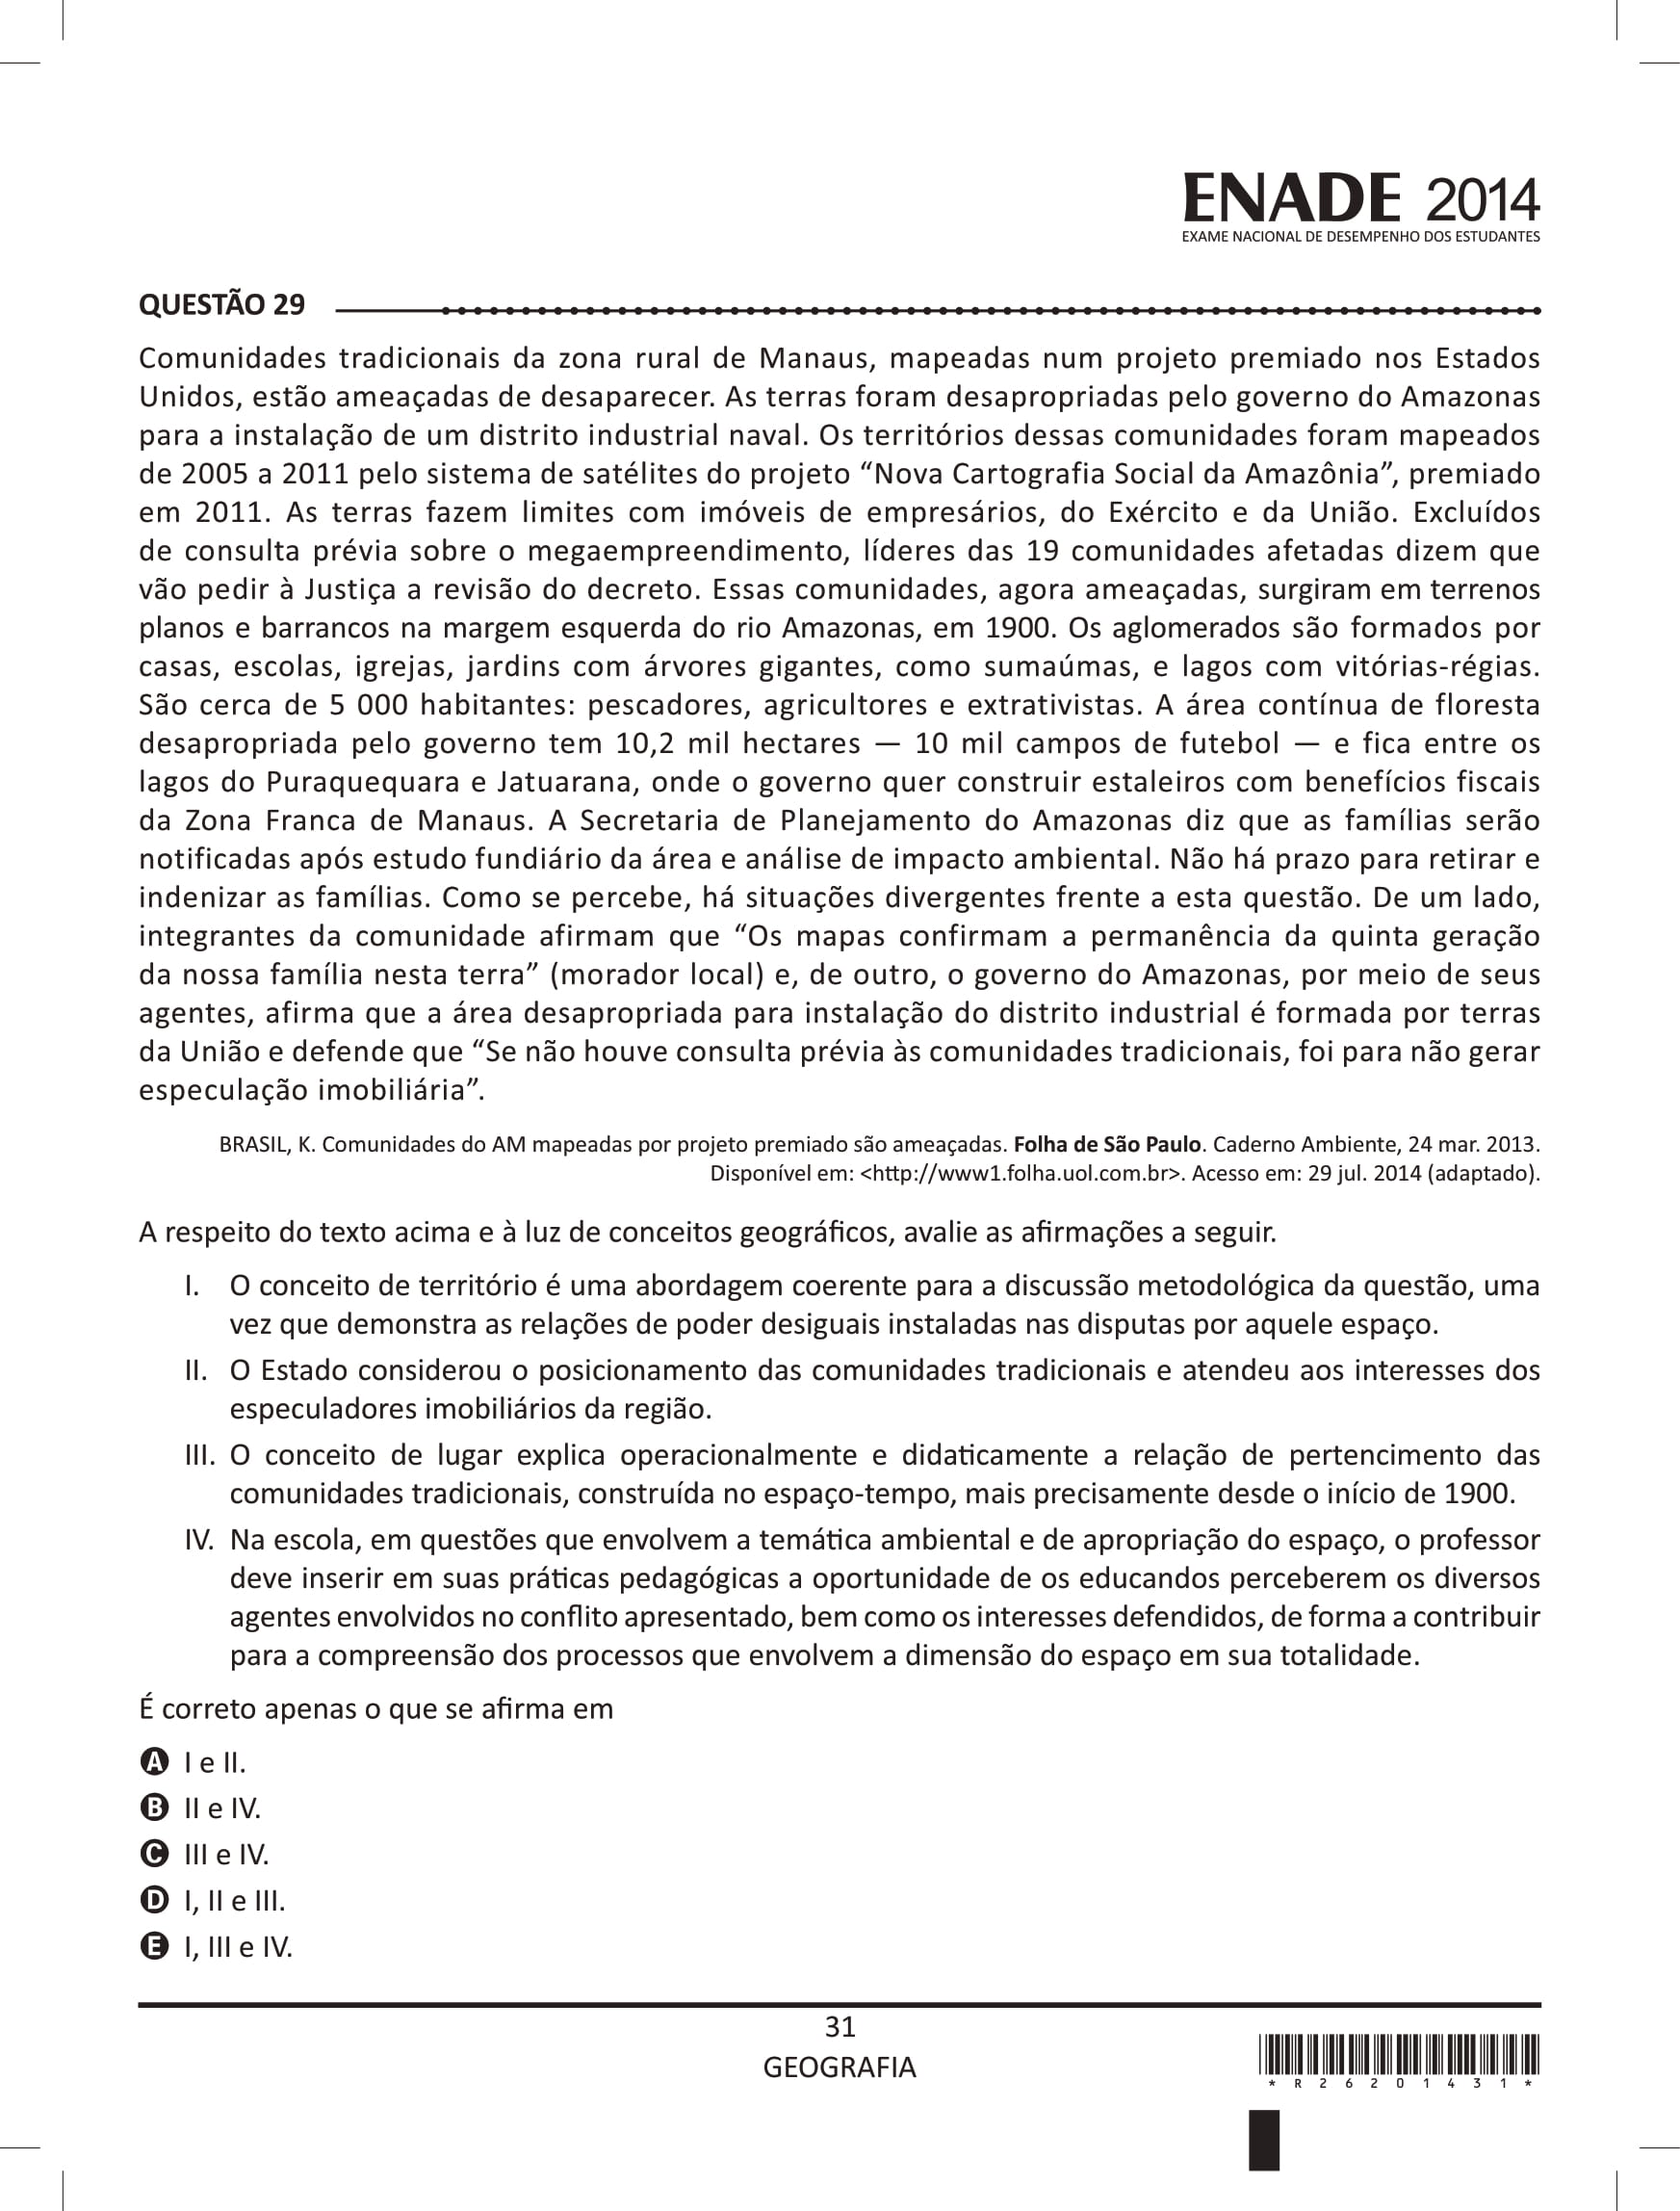 ENADE 2014
EXAME NACIONAL DE DESEMPENHO DOS ESTUDANTES
QUESTÃO 29
Comunidades tradicionais da zona rural de Manaus, mapeadas num projeto premiado nos Estados
Unidos, estão ameaçadas de desaparecer. As terras foram desapropriadas pelo governo do Amazonas
para a instalação de um distrito industrial naval. Os territórios dessas comunidades foram mapeados
de 2005 a 2011 pelo sistema de satélites do projeto “Nova Cartografia Social da Amazônia”, premiado
em 2011. As terras fazem limites com imóveis de empresários, do Exército e da União. Excluídos
de consulta prévia sobre o megaempreendimento, líderes das 19 comunidades afetadas dizem que
vão pedir à Justiça a revisão do decreto. Essas comunidades, agora ameaçadas, surgiram em terrenos
planos e barrancos na margem esquerda do rio Amazonas, em 1900. Os aglomerados são formados por
casas, escolas, igrejas, jardins com árvores gigantes, como sumaúmas, e lagos com vitórias-régias.
São cerca de 5 000 habitantes: pescadores, agricultores e extrativistas. A área contínua de floresta
desapropriada pelo governo tem 10,2 mil hectares — 10 mil campos de futebol — e fica entre os
lagos do Puraquequara e Jatuarana, onde o governo quer construir estaleiros com benefícios fiscais
da Zona Franca de Manaus. A Secretaria de Planejamento do Amazonas diz que as famílias serão
notificadas após estudo fundiário da área e análise de impacto ambiental. Não há prazo para retirar e
indenizar as famílias. Como se percebe, há situações divergentes frente a esta questão. De um lado,
integrantes da comunidade afirmam que “Os mapas confirmam a permanência da quinta geração
da nossa família nesta terra” (morador local) e, de outro, o governo do Amazonas, por meio de seus
agentes, afirma que a área desapropriada para instalação do distrito industrial é formada por terras
da União e defende que “Se não houve consulta prévia às comunidades tradicionais, foi para não gerar
especulação imobiliária”.
BRASIL, K. Comunidades do AM mapeadas por projeto premiado são ameaçadas. Folha de São Paulo. Caderno Ambiente, 24 mar. 2013.
Disponível em: <http://www1.folha.uol.com.br>. Acesso em: 29 jul. 2014 (adaptado).
A respeito do texto acima e à luz de conceitos geográficos, avalie as afirmações a seguir.
I. O conceito de território é uma abordagem coerente para a discussão metodológica da questão, uma
vez que demonstra as relações de poder desiguais instaladas nas disputas por aquele espaço.
II. O Estado considerou o posicionamento das comunidades tradicionais e atendeu aos interesses dos
especuladores imobiliários da região.
III. O conceito de lugar explica operacionalmente e didaticamente a relação de pertencimento das
comunidades tradicionais, construída no espaço-tempo, mais precisamente desde o início de 1900.
IV. Na escola, em questões que envolvem a temática ambiental e de apropriação do espaço, o professor
deve inserir em suas práticas pedagógicas a oportunidade de os educandos perceberem os diversos
agentes envolvidos no conflito apresentado, bem como os interesses defendidos, de forma a contribuir
para a compreensão dos processos que envolvem a dimensão do espaço em sua totalidade.
É correto apenas o que se afirma em
A I e II.
B II e IV.
C III e IV.
D I, II e III.
E I, III e IV.
31
GEOGRAFIA
* R 2 6 2 0 1 4 3 1 *